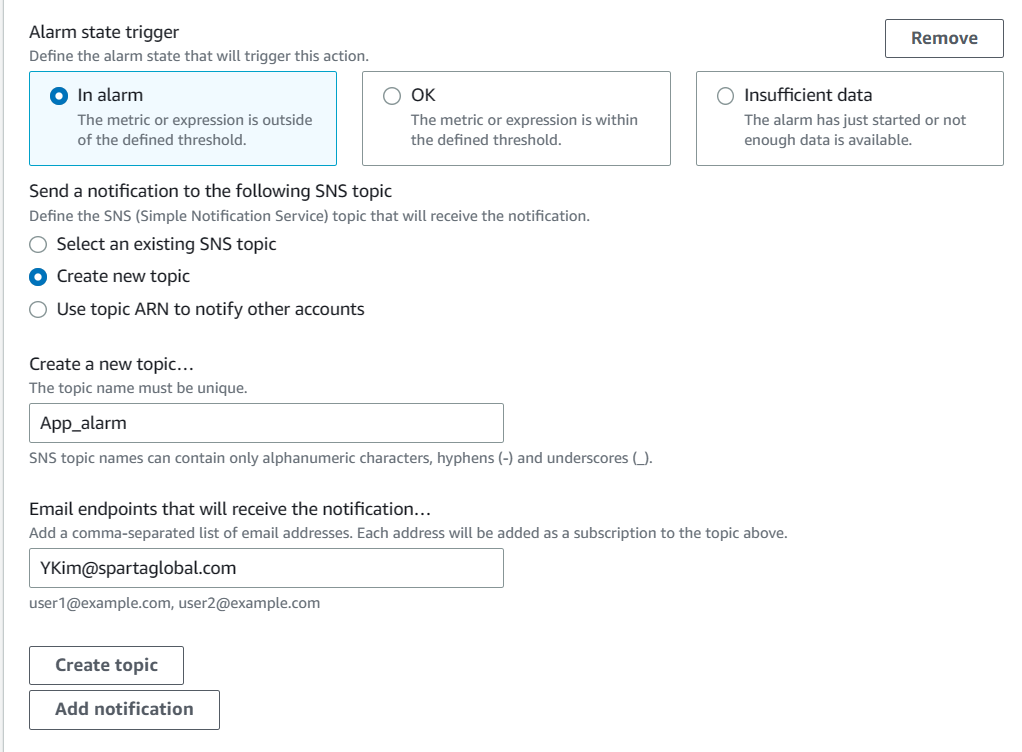 Alarm state trigger
Remove
Define the alarm state that will trigger this action.
In alarm
The metric or expression is outside
of the defined threshold.
OK
The metric or expression is within
the defined threshold.
Insufficient data
The alarm has just started or not
enough data is available.
Send a notification to the following SNS topic
Define the SNS (Simple Notification Service) topic that will receive the notification.
Select an existing SNS topic
Create new topic
Use topic ARN to notify other accounts
Create a new topic…
The topic name must be unique.
App_alarm
SNS topic names can contain only alphanumeric characters, hyphens (-) and underscores (_).
Email endpoints that will receive the notification…
Add a comma-separated list of email addresses. Each address will be added as a subscription to the topic above.
YKim@spartaglobal.com
user1@example.com, user2@example.com
Create topic
Add notification